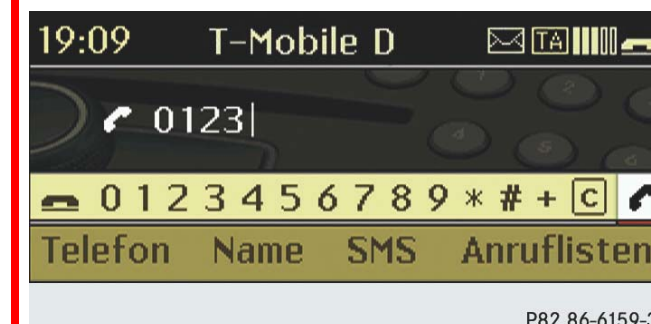 19:09 T-Mobile D TA
0123
0 1 2 3 4 5 6 7 8 9 * # + C
Telefon Name SMS Anruflisten
P82.86-6159-